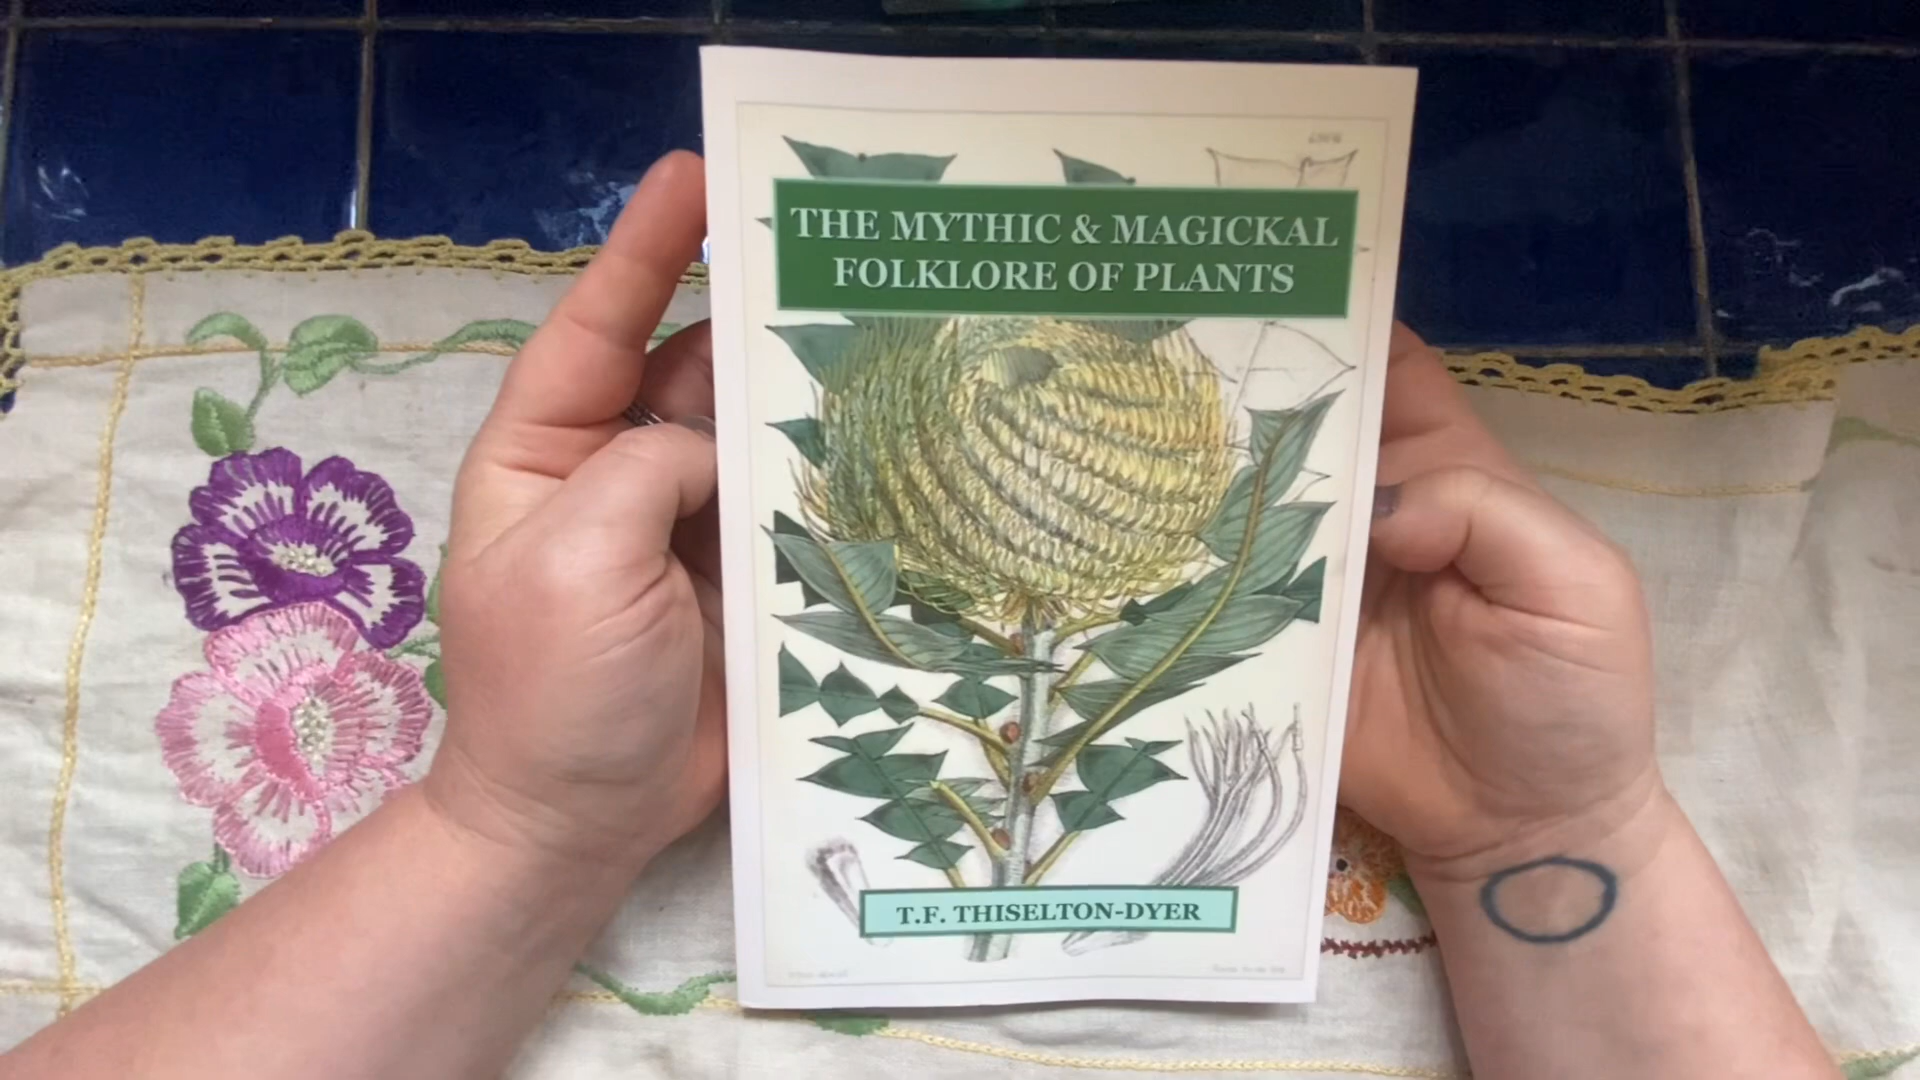 THE MYTHIC & MAGICKAL
FOLKLORE OF PLANTS
T.F. THISELTON-DYER